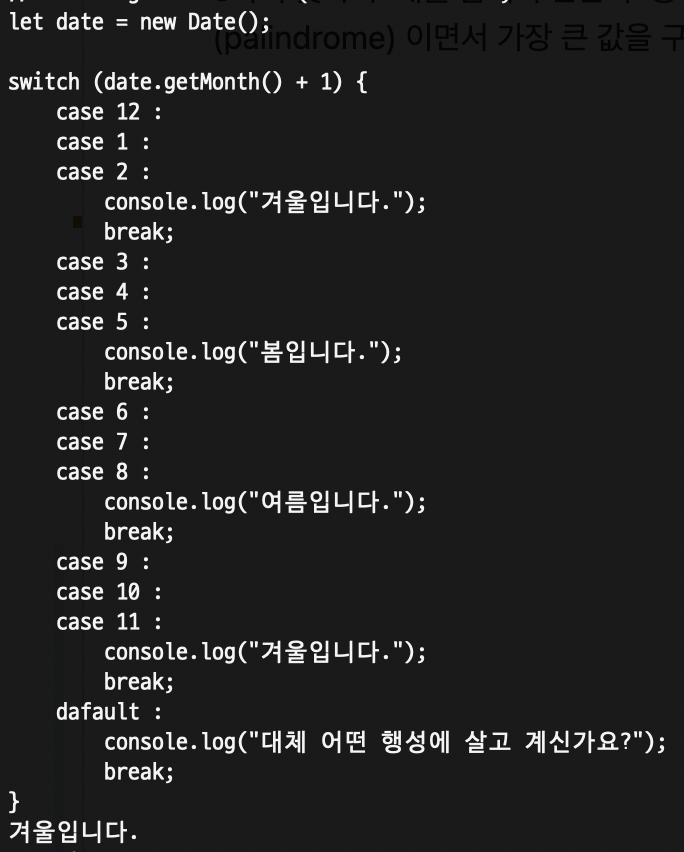 let date = new Date();
(palindrome) 이면서 가장 큰 값을 구
switch (date.getMonth() + 1) {
case 12 :
case 1 :
case 2 :
console.log("겨울입니다.");
break;
case 3 :
case 4 :
case 5 :
console.log("봄입니다.");
break;
case 6 :
case 7 :
case 8 :
console.log("여름입니다.");
break;
case 9 :
case 10 :
case 11 :
console.log("겨울입니다.");
break;
dafault :
console.log("대체 어떤 행성에 살고 계신가요?");
break;
}
겨울입니다.